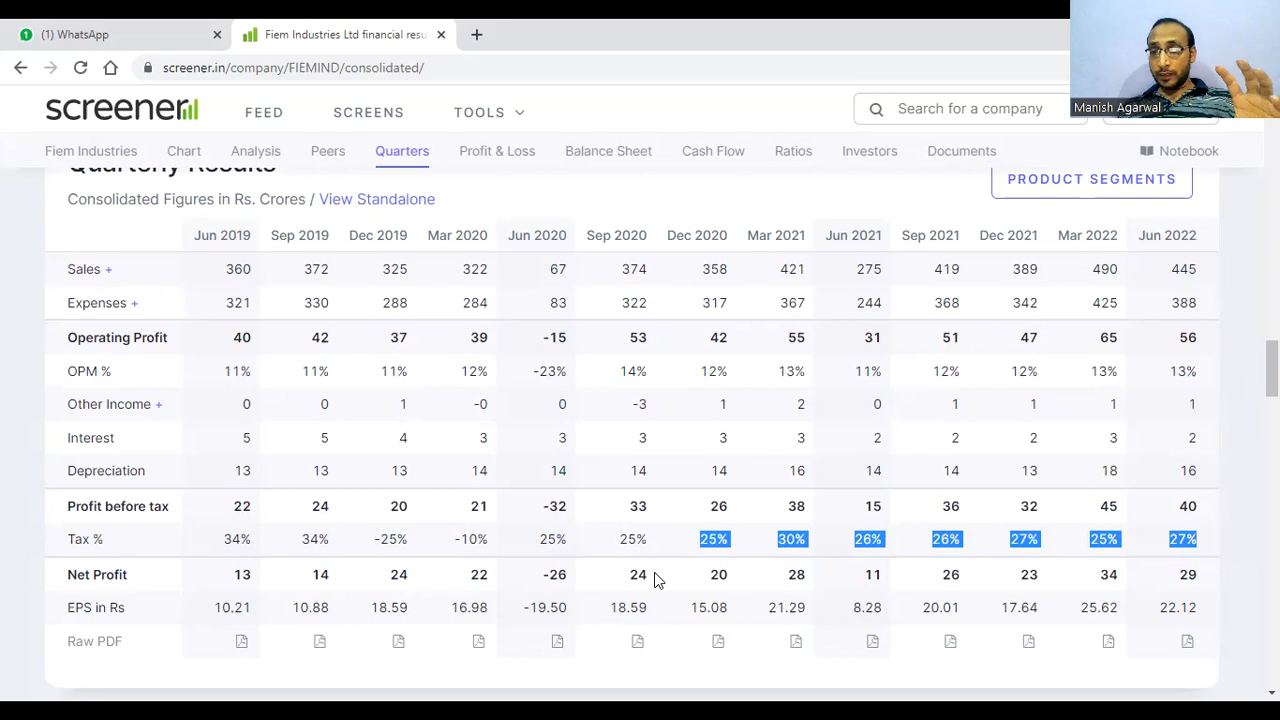 (1) WhatsApp
Fiem Industries Ltd financial resu
screener.in/company/FIEMIND/consolidated/
Manish Agarwal
screener
FEED SCREENS TOOLS
Search for a company
Fiem Industries Chart Analysis Peers Quarters Profit & Loss Balance Sheet Cash Flow Ratios Investors Documents Notebook
Quarterly Results
PRODUCT SEGMENTS
Consolidated Figures in Rs. Crores / View Standalone
Jun 2019 Sep 2019 Dec 2019 Mar 2020 Jun 2020 Sep 2020 Dec 2020 Mar 2021 Jun 2021 Sep 2021 Dec 2021 Mar 2022 Jun 2022
Sales + 360 372 325 322 67 374 358 421 275 419 389 490 445
Expenses + 321 330 288 284 83 322 317 367 244 368 342 425 388
Operating Profit 40 42 37 39 -15 53 42 55 31 51 47 65 56
OPM % 11% 11% 11% 12% -23% 14% 12% 13% 11% 12% 12% 13% 13%
Other Income + 0 0 1 -0 0 -3 1 2 0 1 1 1 1
Interest 5 5 4 3 3 3 3 3 2 2 2 3 2
Depreciation 13 13 13 14 14 14 14 16 14 14 13 18 16
Profit before tax 22 24 20 21 -32 33 26 38 15 36 32 45 40
Tax % 34% 34% -25% -10% 25% 25% 25% 30% 26% 26% 27% 25% 27%
Net Profit 13 14 24 22 -26 24 20 28 11 26 23 34 29
EPS in Rs 10.21 10.88 18.59 16.98 -19.50 18.59 15.08 21.29 8.28 20.01 17.64 25.62 22.12
Raw PDF